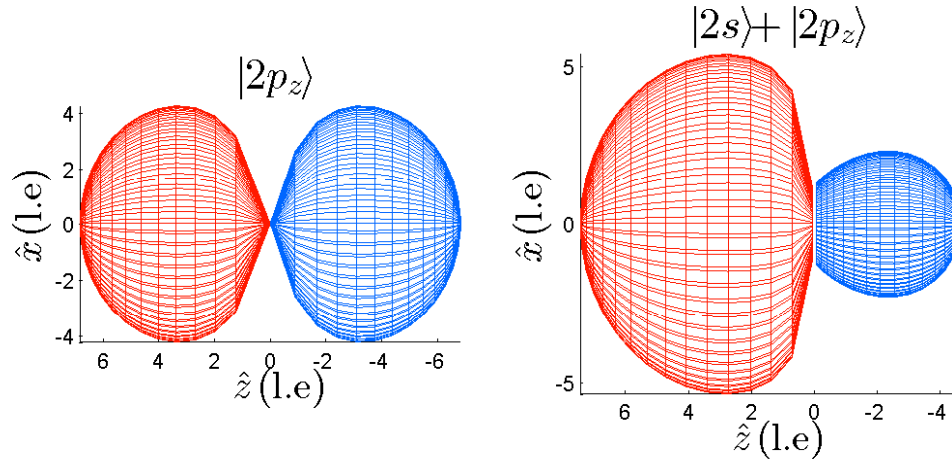 |2p_z⟩
4
2
0
-2
-4
x̂ (l.e)
6 4 2 0 -2 -4 -6
ẑ (l.e)
|2s⟩+|2p_z⟩
5
0
-5
x̂ (l.e)
6 4 2 0 -2 -4
ẑ (l.e)